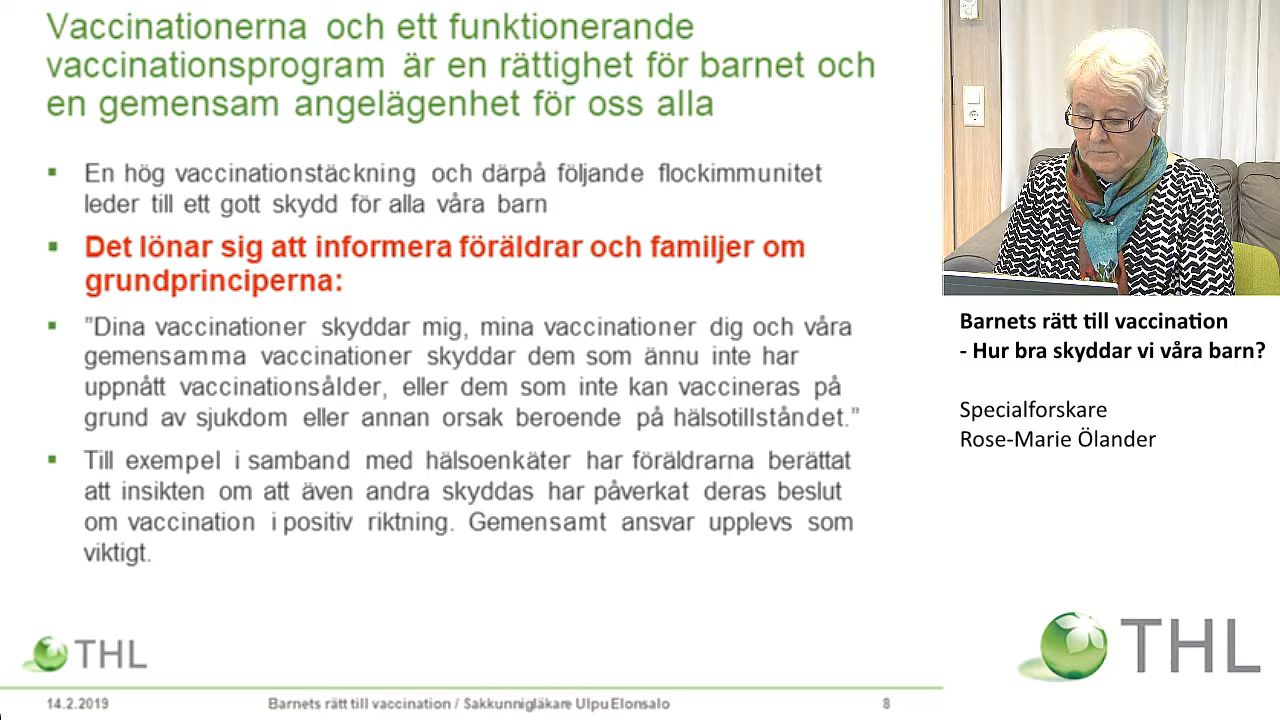 Vaccinationerna och ett funktionerande
vaccinationsprogram är en rättighet för barnet och
en gemensam angelägenhet för oss alla
▪ En hög vaccinationstäckning och därpå följande flockimmunitet
leder till ett gott skydd för alla våra barn
▪ Det lönar sig att informera föräldrar och familjer om
grundprinciperna:
▪ ”Dina vaccinationer skyddar mig, mina vaccinationer dig och våra
gemensamma vaccinationer skyddar dem som ännu inte har
uppnått vaccinationsålder, eller dem som inte kan vaccineras på
grund av sjukdom eller annan orsak beroende på hälsotillståndet.”
▪ Till exempel i samband med hälsoenkäter har föräldrarna berättat
att insikten om att även andra skyddas har påverkat deras beslut
om vaccination i positiv riktning. Gemensamt ansvar upplevs som
viktigt.
THL
14.2.2019 Barnets rätt till vaccination / Sakkunnigläkare Ulpu Elonsalo 8
Barnets rätt till vaccination
- Hur bra skyddar vi våra barn?
Specialforskare
Rose-Marie Ölander
THL